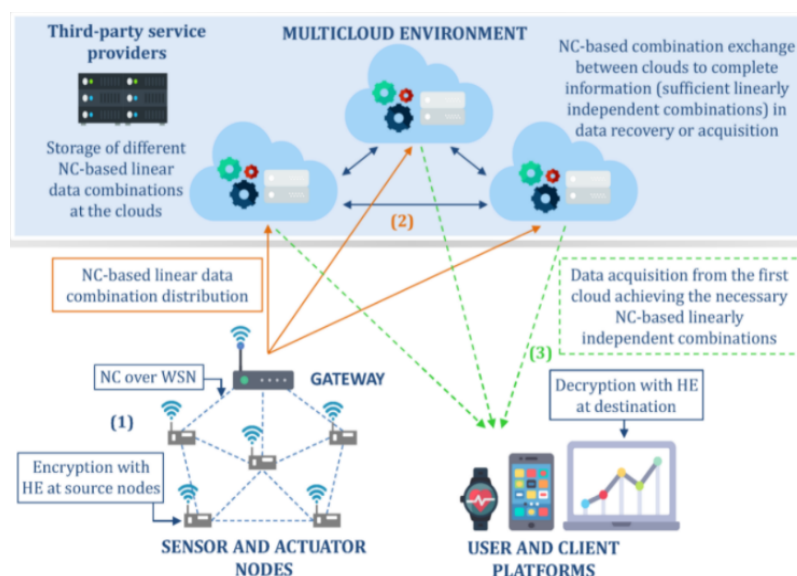 Third-party service
providers
MULTICLOUD ENVIRONMENT
NC-based combination exchange
between clouds to complete
information (sufficient linearly
independent combinations) in
data recovery or acquisition
Storage of different
NC-based linear
data combinations
at the clouds
(2)
NC-based linear data
combination distribution
Data acquisition from the first
cloud achieving the necessary
NC-based linearly
independent combinations
(3)
NC over WSN
GATEWAY
Decryption with HE
at destination
(1)
Encryption with
HE at source nodes
SENSOR AND ACTUATOR
NODES
USER AND CLIENT
PLATFORMS